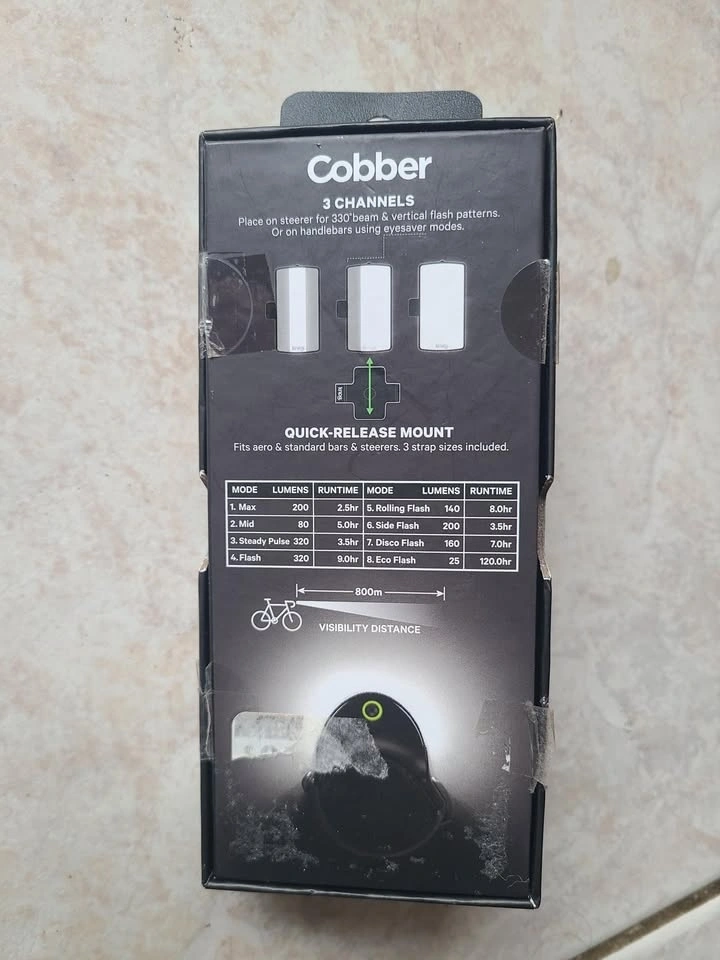 Cobber
3 CHANNELS
Place on steerer for 330° beam & vertical flash patterns.
Or on handlebars using eyesaver modes.
QUICK-RELEASE MOUNT
Fits aero & standard bars & steerers. 3 strap sizes included.
MODE LUMENS RUNTIME MODE LUMENS RUNTIME
1. Max 200 2.5hr 5. Rolling Flash 140 8.0hr
2. Mid 80 5.0hr 6. Side Flash 200 3.5hr
3. Steady Pulse 320 3.5hr 7. Disco Flash 160 7.0hr
4. Flash 320 9.0hr 8. Eco Flash 25 120.0hr
800m
VISIBILITY DISTANCE